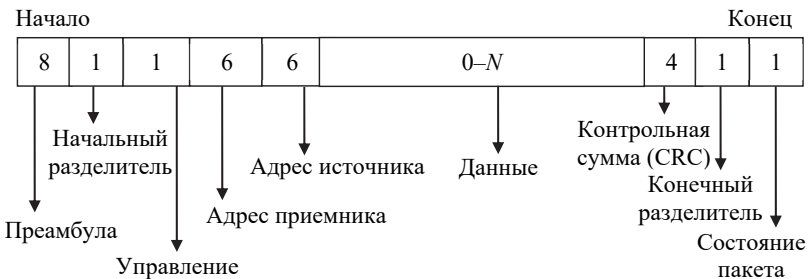 Начало
Конец
8 1 1 6 6 0–N 4 1 1
Начальный
разделитель
Адрес источника
Данные
Контрольная
сумма (CRC)
Преамбула
Адрес приемника
Конечный
разделитель
Управление
Состояние
пакета